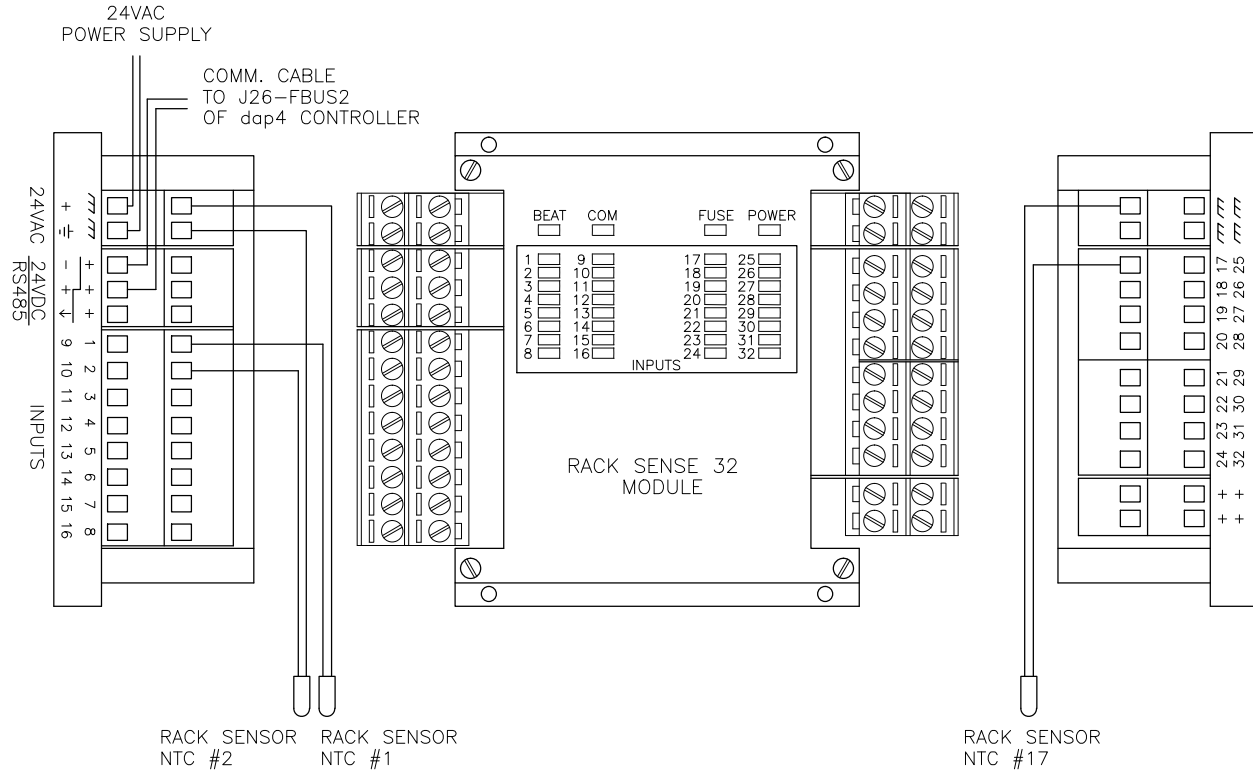 24VAC
POWER SUPPLY
COMM. CABLE
TO J26-FBUS2
OF dap4 CONTROLLER
24VAC
+
24VDC
RS485
- +
+ +
+
INPUTS
9 1
10 2
11 3
12 4
13 5
14 6
15 7
16 8
BEAT COM FUSE POWER
1 9 17 25
2 10 18 26
3 11 19 27
4 12 20 28
5 13 21 29
6 14 22 30
7 15 23 31
8 16 24 32
INPUTS
RACK SENSE 32
MODULE
17 25
18 26
19 27
20 28
21 29
22 30
23 31
24 32
+ +
+ +
RACK SENSOR
NTC #2
RACK SENSOR
NTC #1
RACK SENSOR
NTC #17